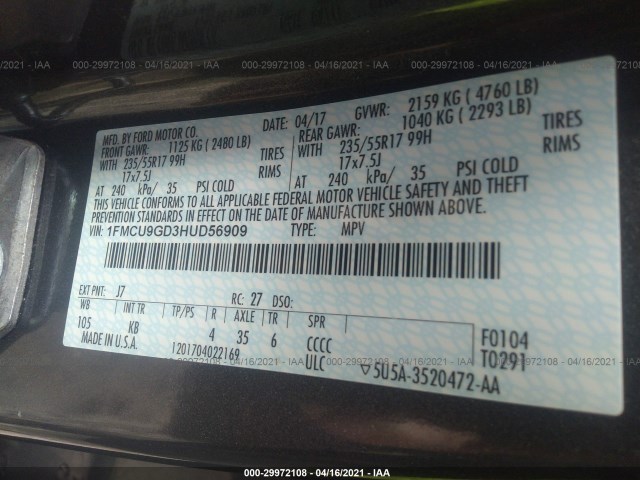 000-29972108 - 04/16/2021 - IAA
MFD. BY FORD MOTOR CO. DATE: 04/17 GVWR: 2159 KG ( 4760 LB)
FRONT GAWR: 1125 KG ( 2480 LB) REAR GAWR: 1040 KG ( 2293 LB)
WITH 235/55R17 99H TIRES WITH 235/55R17 99H TIRES
17x7.5J RIMS 17x7.5J RIMS
AT 240 kPa/ 35 PSI COLD AT 240 kPa/ 35 PSI COLD
THIS VEHICLE CONFORMS TO ALL APPLICABLE FEDERAL MOTOR VEHICLE SAFETY AND THEFT
PREVENTION STANDARDS IN EFFECT ON THE DATE OF MANUFACTURE SHOWN ABOVE.
VIN: 1FMCU9GD3HUD56909 TYPE: MPV
EXT PNT: J7 RC: 27 DSO:
WB INT TR TP/PS R AXLE TR SPR
105 KB 4 35 6 CCCC F0104
MADE IN U.S.A. 1201704022169 ULC T0291
5U5A-3520472-AA
000-29972108 - 04/16/2021 - IAA